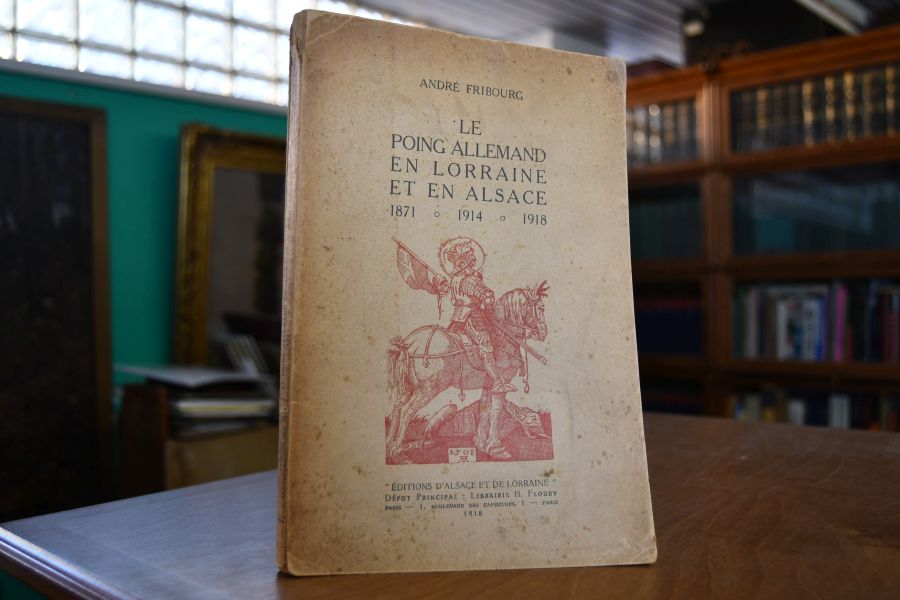 ANDRÉ FRIBOURG
LE
POING ALLEMAND
EN LORRAINE
ET EN ALSACE
1871 o 1914 o 1918
1508
"ÉDITIONS D'ALSACE ET DE LORRAINE"
DÉPOT PRINCIPAL : LIBRAIRIE H. FLOURY
PARIS — 1, BOULEVARD DES CAPUCINES, 1 — PARIS
1918